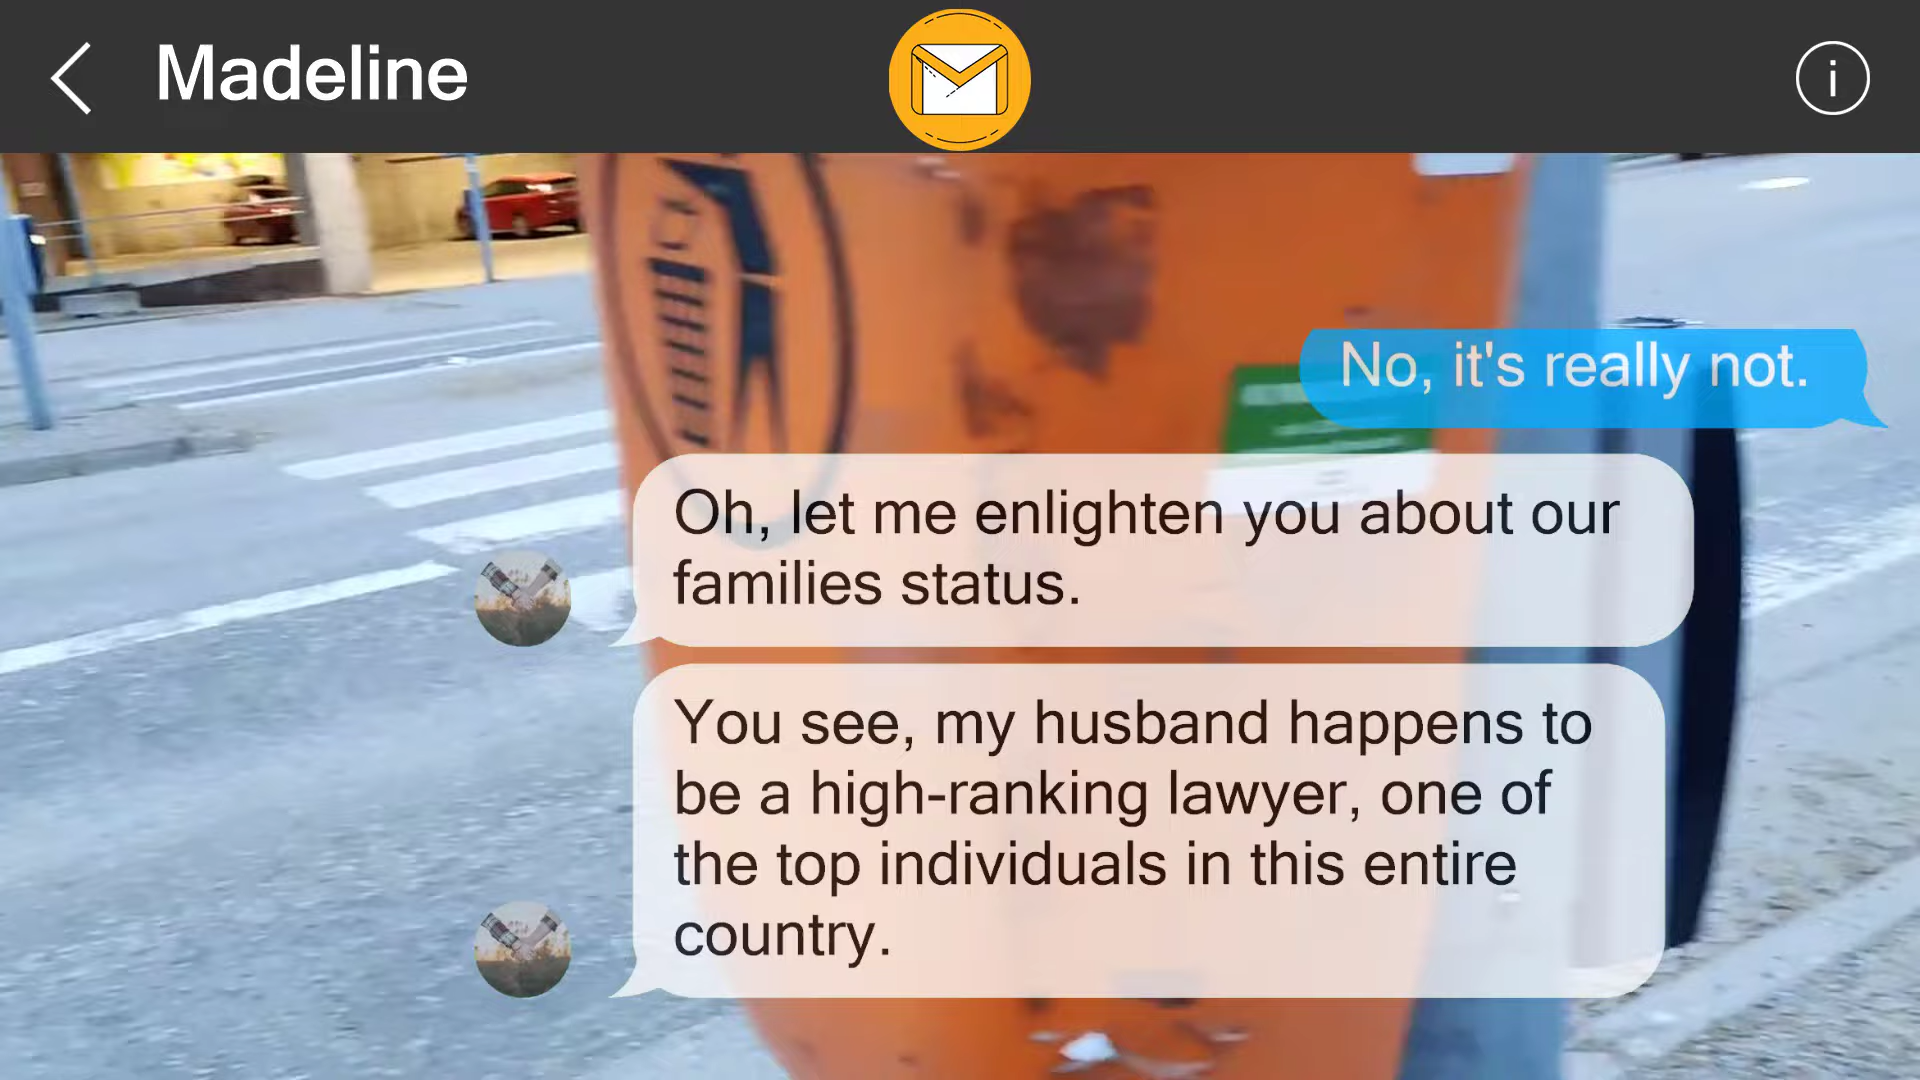 Madeline
No, it's really not.
Oh, let me enlighten you about our
families status.
You see, my husband happens to
be a high-ranking lawyer, one of
the top individuals in this entire
country.